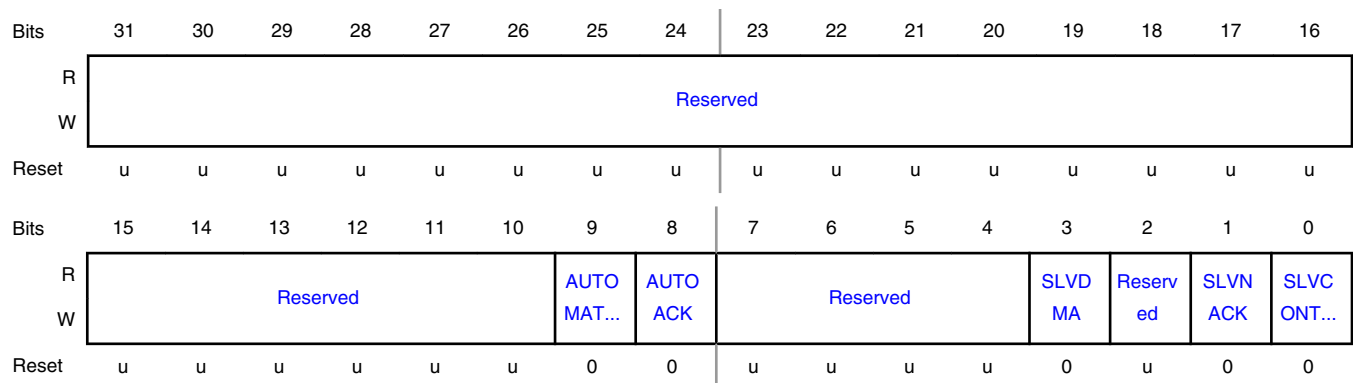 Bits 31 30 29 28 27 26 25 24 23 22 21 20 19 18 17 16
R
Reserved
W
Reset u u u u u u u u u u u u u u u u
Bits 15 14 13 12 11 10 9 8 7 6 5 4 3 2 1 0
R
Reserved AUTO MAT... AUTO ACK Reserved SLVD MA Reserv ed SLVN ACK SLVC ONT...
W
Reset u u u u u u 0 0 u u u u 0 u 0 0